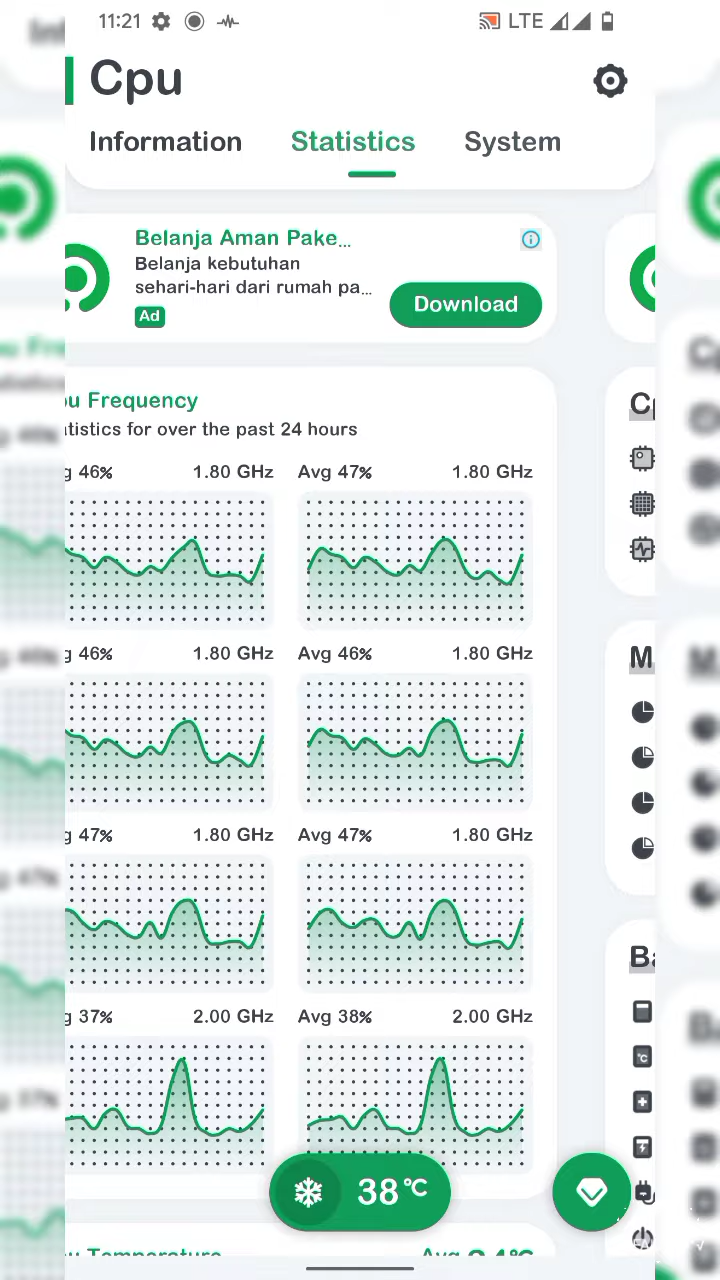 11:21
LTE
Cpu
Information Statistics System
Belanja Aman Pake...
Belanja kebutuhan
sehari-hari dari rumah pa...
Ad
Download
u Frequency
tistics for over the past 24 hours
g 46% 1.80 GHz Avg 47% 1.80 GHz
g 46% 1.80 GHz Avg 46% 1.80 GHz
g 47% 1.80 GHz Avg 47% 1.80 GHz
g 37% 2.00 GHz Avg 38% 2.00 GHz
38°C
M
Ba